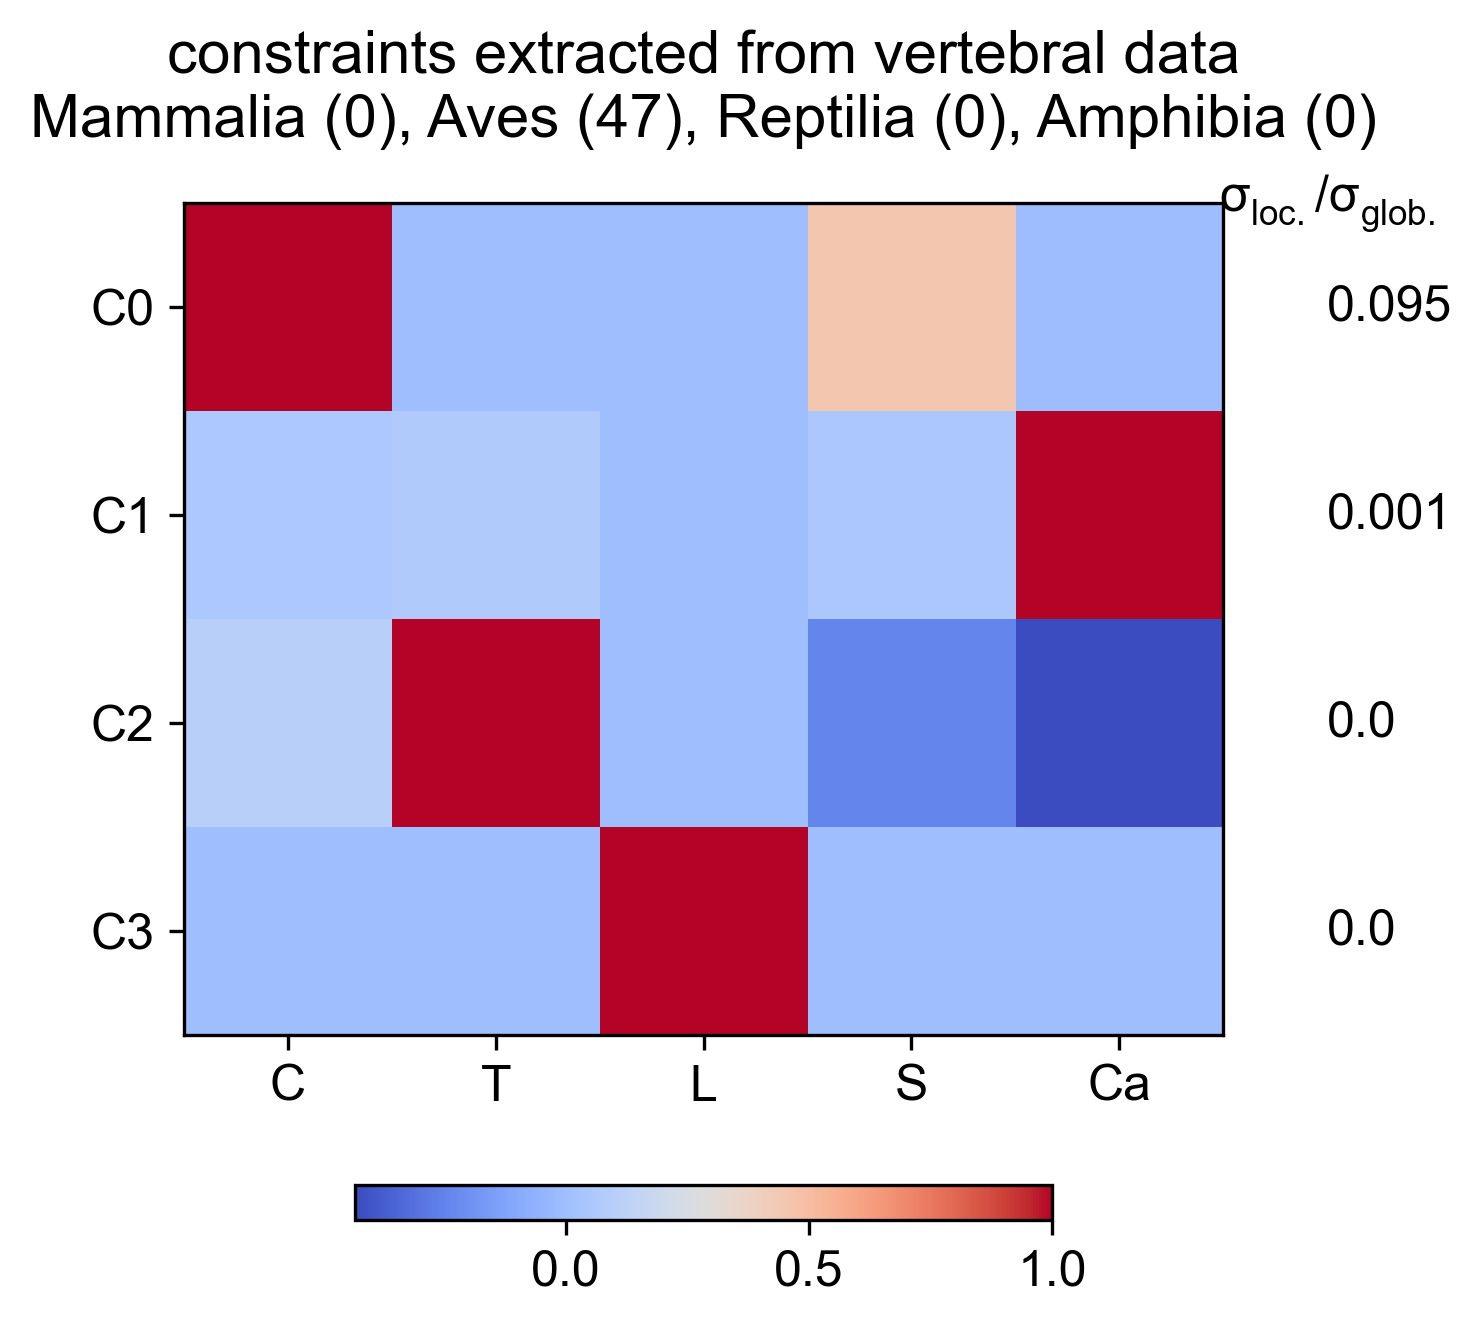 constraints extracted from vertebral data
Mammalia (0), Aves (47), Reptilia (0), Amphibia (0)
σloc. /σglob.
C0 0.095
C1 0.001
C2 0.0
C3 0.0
C T L S Ca
0.0 0.5 1.0